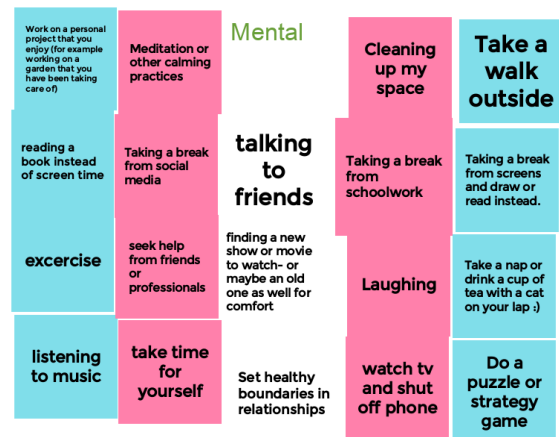 Work on a personal
project that you
enjoy (for example
working on a
garden that you
have been taking
care of)
Meditation or
other calming
practices
Mental
Cleaning
up my
space
Take a
walk
outside
reading a
book instead
of screen time
Taking a break
from social
media
talking
to
friends
Taking a break
from
schoolwork
Taking a break
from screens
and draw or
read instead.
excercise
seek help
from friends
or
professionals
finding a new
show or movie
to watch- or
maybe an old
one as well for
comfort
Laughing
Take a nap or
drink a cup of
tea with a cat
on your lap :)
listening
to music
take time
for
yourself
Set healthy
boundaries in
relationships
watch tv
and shut
off phone
Do a
puzzle or
strategy
game